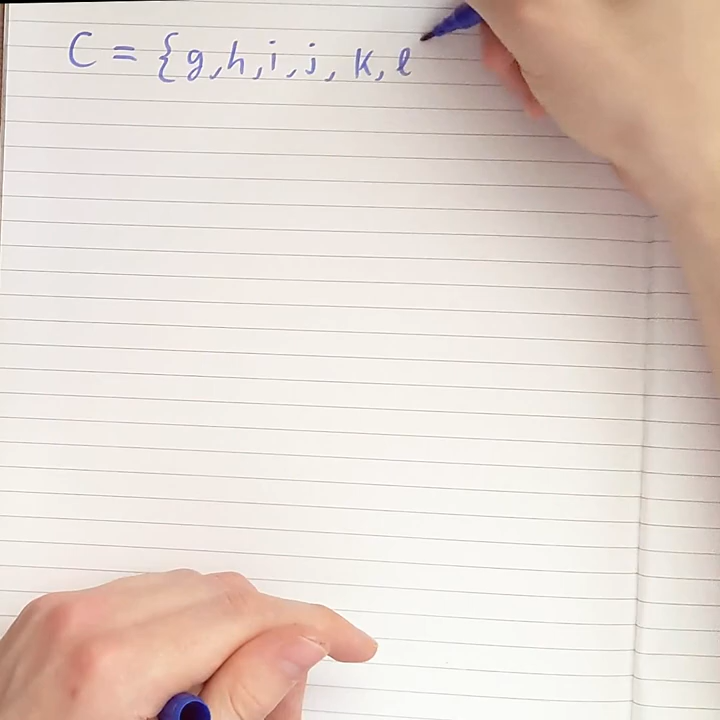 C = {g, h, i, j, k, l